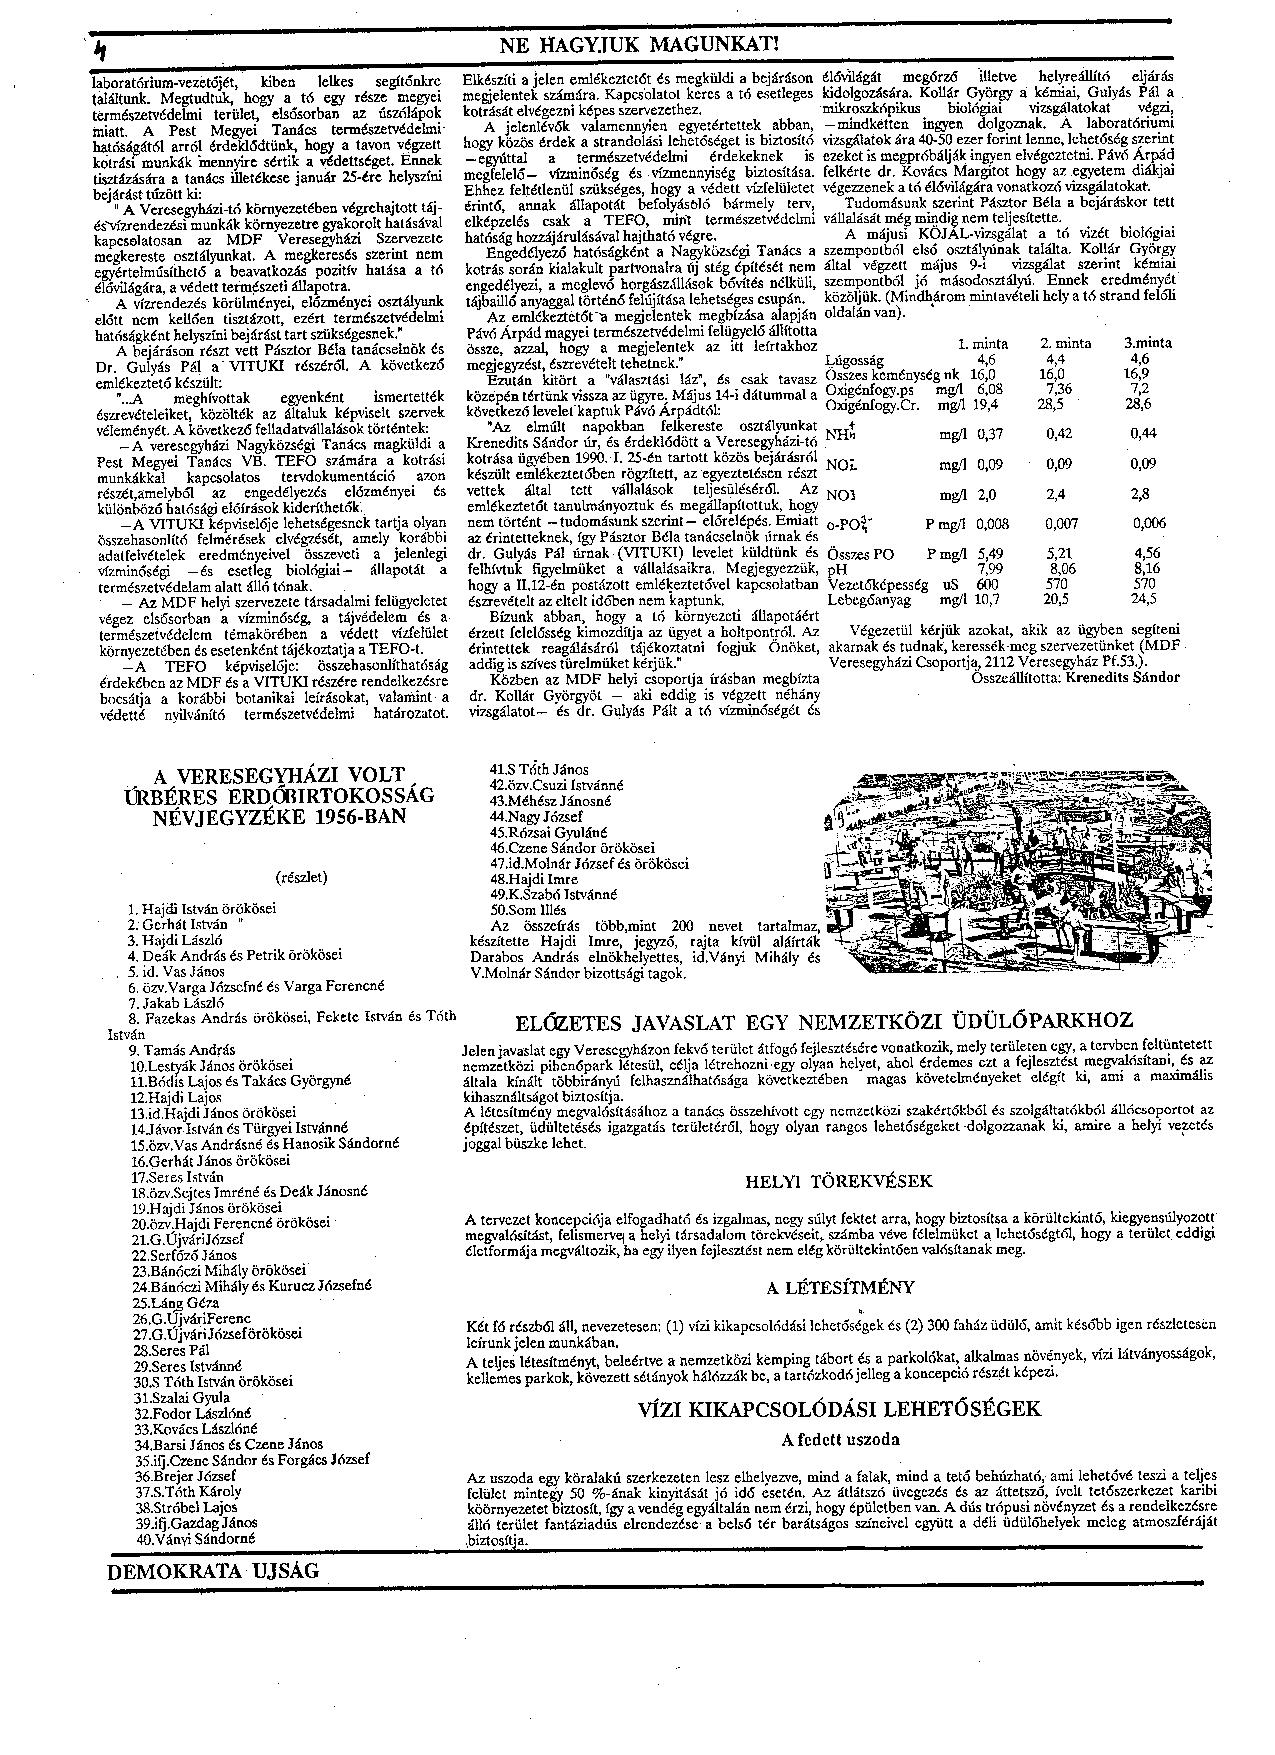 4
NE HAGYJUK MAGUNKAT!
laboratórium-vezetőjét, kiben lelkes segítőnkre
találtunk. Megtudtuk, hogy a tó egy része megyei
természetvédelmi terület, elsősorban az úszólápok
miatt. A Pest Megyei Tanács természetvédelmi
hatóságától arról érdeklődtünk, hogy a tavon végzett
kotrási munkák mennyire sértik a védettséget. Ennek
tisztázására a tanács illetékese január 25-ére helyszíni
bejárást tűzött ki:
" A Veresegyházi-tó környezetében végrehajtott táj-
és vízrendezési munkák környezetre gyakorolt hatásával
kapcsolatosan az MDF Veresegyházi Szervezete
megkereste osztályunkat. A megkeresés szerint nem
egyértelműsíthető a beavatkozás pozitív hatása a tó
élővilágára, a védett természeti állapotra.
A vízrendezés körülményei, előzményei osztályunk
előtt nem kellően tisztázott, ezért természetvédelmi
hatóságként helyszíni bejárást tart szükségesnek."
A bejáráson részt vett Pásztor Béla tanácselnök és
Dr. Gulyás Pál a VITUKI részéről. A következő
emlékeztető készült:
"...A meghívottak egyenként ismertették
észrevételeiket, közölték az általuk képviselt szervek
véleményét. A következő felladatvállalások történtek:
—A veresegyházi Nagyközségi Tanács magküldi a
Pest Megyei Tanács VB. TEFO számára a kotrási
munkákkal kapcsolatos tervdokumentáció azon
részét,amelyből az engedélyezés előzményei és
különböző hatósági előírások kideríthetők.
—A VITUKI képviselője lehetségesnek tartja olyan
összehasonlító felmérések elvégzését, amely korábbi
adatfelvételek eredményeivel összeveti a jelenlegi
vízminőségi —és esetleg biológiai— állapotát a
természetvédelam alatt álló tónak.
— Az MDF helyi szervezete társadalmi felügyeletet
végez elsősorban a vízminőség, a tájvédelem és a
természetvédelem témakörében a védett vízfelület
környezetében és esetenként tájékoztatja a TEFO-t.
—A TEFO képviselője: összehasonlíthatóság
érdekében az MDF és a VITUKI részére rendelkezésre
bocsátja a korábbi botanikai leírásokat, valamint a
védetté nyilvánító természetvédelmi határozatot.
Elkészíti a jelen emlékeztetőt és megküldi a bejáráson
megjelentek számára. Kapcsolatot keres a tó esetleges
kotrását elvégezni képes szervezethez.
A jelenlévők valamennyien egyetértettek abban,
hogy közös érdek a strandolási lehetőséget is biztosító
—egyúttal a természetvédelmi érdekeknek is
megfelelő— vízminőség és vízmennyiség biztosítása.
Ehhez feltétlenül szükséges, hogy a védett vízfelületet
érintő, annak állapotát befolyásoló bármely terv,
elképzelés csak a TEFO, mint természetvédelmi
hatóság hozzájárulásával hajtható végre.
Engedélyező hatóságként a Nagyközségi Tanács a
kotrás során kialakult partvonalra új stég építését nem
engedélyezi, a meglevő horgászállások bővítés nélküli,
tájbaillő anyaggal történő felújítása lehetséges csupán.
Az emlékeztetőt a megjelentek megbízása alapján
Pávó Árpád magyei természetvédelmi felügyelő állította
össze, azzal, hogy a megjelentek az itt leírtakhoz
megjegyzést, észrevételt tehetnek."
Ezután kitört a "választási láz", és csak tavasz
közepén tértünk vissza az ügyre. Május 14-i dátummal a
következő levelet kaptuk Pávó Árpádtól:
"Az elmúlt napokban felkereste osztályunkat
Krenedits Sándor úr, és érdeklődött a Veresegyházi-tó
kotrása ügyében 1990. I. 25-én tartott közös bejárásról
készült emlékeztetőben rögzített, az egyeztetésen részt
vettek által tett vállalások teljesüléséről. Az
emlékeztetőt tanulmányoztuk és megállapítottuk, hogy
nem történt —tudomásunk szerint— előrelépés. Emiatt
az érintetteknek, így Pásztor Béla tanácselnök úrnak és
dr. Gulyás Pál úrnak (VITUKI) levelet küldtünk és
felhívtuk figyelmüket a vállalásaikra. Megjegyzük,
hogy a II.12-én postázott emlékeztetővel kapcsolatban
észrevételt az eltelt időben nem kaptunk.
Bízunk abban, hogy a tó környezeti állapotáért
érzett felelősség kimozdítja az ügyet a holtpontról. Az
érintettek reagálásáról tájékoztatni fogjuk Önöket,
addig is szíves türelmüket kérjük."
Közben az MDF helyi csoportja írásban megbízta
dr. Kollár Györgyöt — aki eddig is végzett néhány
vizsgálatot— és dr. Gulyás Pált a tó vízminőségét és
élővilágát megőrző illetve helyreállító eljárás
kidolgozására. Kollár György a kémiai, Gulyás Pál a
mikroszkópikus biológiai vizsgálatokat végzi,
—mindketten ingyen dolgoznak. A laboratóriumi
vizsgálatok ára 40-50 ezer forint lenne, lehetőség szerint
ezeket is megpróbálják ingyen elvégeztetni. Pávó Árpád
felkérte dr. Kovács Margitot hogy az egyetem diákjai
végezzenek a tó élővilágára vonatkozó vizsgálatokat.
Tudomásunk szerint Pásztor Béla a bejáráskor tett
vállalását még mindig nem teljesítette.
A májusi KÖJÁL-vizsgálat a tó vizét biológiai
szempontból első osztályúnak találta. Kollár György
által végzett május 9-i vizsgálat szerint kémiai
szempontból jó másodosztályú. Ennek eredményét
közöljük. (Mindhárom mintavételi hely a tó strand felőli
oldalán van).
1. minta 2. minta 3.minta
Lúgosság 4,6 4,4 4,6
Összes keménység nk 16,0 16,0 16,9
Oxigénfogy.ps mg/l 6,08 7,36 7,2
Oxigénfogy.Cr. mg/l 19,4 28,5 28,6
mg/l 0,37 0,42 0,44
mg/l 0,09 0,09 0,09
mg/l 2,0 2,4 2,8
P mg/l 0,008 0,007 0,006
Összes PO P mg/l 5,49 5,21 4,56
pH 7,99 8,06 8,16
Vezetőképesség uS 600 570 570
Lebegőanyag mg/l 10,7 20,5 24,5
Végezetül kérjük azokat, akik az ügyben segíteni
akarnak és tudnak, keressék meg szervezetünket (MDF
Veresegyházi Csoportja, 2112 Veresegyház Pf.53.).
Összeállította: Krenedits Sándor
A VERESEGYHÁZI VOLT
ÚRBÉRES ERDŐBIRTOKOSSÁG
NÉVJEGYZÉKE 1956-BAN
(részlet)
1. Hajdi István örökösei
2. Gerhát István "
3. Hajdi László
4. Deák András és Petrik örökösei
5. id. Vas János
6. özv.Varga Józsefné és Varga Ferencné
7. Jakab László
8. Fazekas András örökösei, Fekete István és Tóth
István
9. Tamás András
10.Lestyák János örökösei
11.Bódis Lajos és Takács Györgyné
12.Hajdi Lajos
13.id.Hajdi János örökösei
14.Jávor István és Türgyei Istvánné
15.özv.Vas Andrásné és Hanosik Sándorné
16.Gerhát János örökösei
17.Seres István
18.özv.Sejtes Imréné és Deák Jánosné
19.Hajdi János örökösei
20.özv.Hajdi Ferencné örökösei
21.G.ÚjváriJózsef
22.Serfőző János
23.Bánóczi Mihály örökösei
24.Bánóczi Mihály és Kurucz Józsefné
25.Láng Géza
26.G.ÚjváriFerenc
27.G.ÚjváriJózseförökösei
28.Seres Pál
29.Seres Istvánné
30.S Tóth István örökösei
31.Szalai Gyula
32.Fodor Lászlóné
33.Kovács Lászlóné
34.Barsi János és Czene János
35.ifj.Czene Sándor és Forgács József
36.Brejer József
37.S.Tóth Károly
38.Stróbel Lajos
39.ifj.Gazdag János
40.Ványi Sándorné
41.S Tóth János
42.özv.Csuzi Istvánné
43.Méhész Jánosné
44.Nagy József
45.Rózsai Gyuláné
46.Czene Sándor örökösei
47.id.Molnár József és örökösei
48.Hajdi Imre
49.K.Szabó Istvánné
50.Som Illés
Az összeírás több,mint 200 nevet tartalmaz,
készítette Hajdi Imre, jegyző, rajta kívül aláírták
Darabos András elnökhelyettes, id.Ványi Mihály és
V.Molnár Sándor bizottsági tagok.
ELŐZETES JAVASLAT EGY NEMZETKÖZI ÜDÜLŐPARKHOZ
Jelen javaslat egy Veresegyházon fekvő terület átfogó fejlesztésére vonatkozik, mely területen egy, a tervben feltüntetett
nemzetközi pihenőpark létesül, célja létrehozni egy olyan helyet, ahol érdemes ezt a fejlesztést megvalósítani, és az
általa kínált többirányú felhasználhatósága következtében magas követelményeket elégít ki, ami a maximális
kihasználtságot biztosítja.
A létesítmény megvalósításához a tanács összehívott egy nemzetközi szakértőkből és szolgáltatókból állócsoportot az
építészet, üdültetésés igazgatás területéről, hogy olyan rangos lehetőségeket dolgozzanak ki, amire a helyi vezetés
joggal büszke lehet.
HELYI TÖREKVÉSEK
A tervezet koncepciója elfogadható és izgalmas, negy súlyt fektet arra, hogy biztosítsa a körültekintó, kiegyensúlyozott
megvalósítást, felismerve a helyi társadalom törekvéseit, számba véve félelmüket a lehetőségtől, hogy a terület eddigi
életformája megváltozik, ha egy ilyen fejlesztést nem elég körültekintően valósítanak meg.
A LÉTESÍTMÉNY
Két fő részből áll, nevezetesen: (1) vízi kikapcsolódási lehetőségek és (2) 300 faház üdülő, amit később igen részletesen
leírunk jelen munkában.
A teljes létesítményt, beleértve a nemzetközi kemping tábort és a parkolókat, alkalmas növények, vízi látványosságok,
kellemes parkok, kövezett sétányok hálózzák be, a tartózkodó jelleg a koncepció részét képezi.
VÍZI KIKAPCSOLÓDÁSI LEHETŐSÉGEK
A fedett uszoda
Az uszoda egy köralakú szerkezeten lesz elhelyezve, mind a falak, mind a tető behúzható, ami lehetővé teszi a teljes
felület mintegy 50 %-ának kinyitását jó idő esetén. Az átlátszó üvegezés és az áttetsző, ívelt tetőszerkezet karibi
köörnyezetet biztosít, így a vendég egyáltalán nem érzi, hogy épületben van. A dús trópusi növényzet és a rendelkezésre
álló terület fantáziadús elrendezése a belső tér barátságos színeivel együtt a déli üdülőhelyek meleg atmoszféráját
biztosítja.
DEMOKRATA UJSÁG